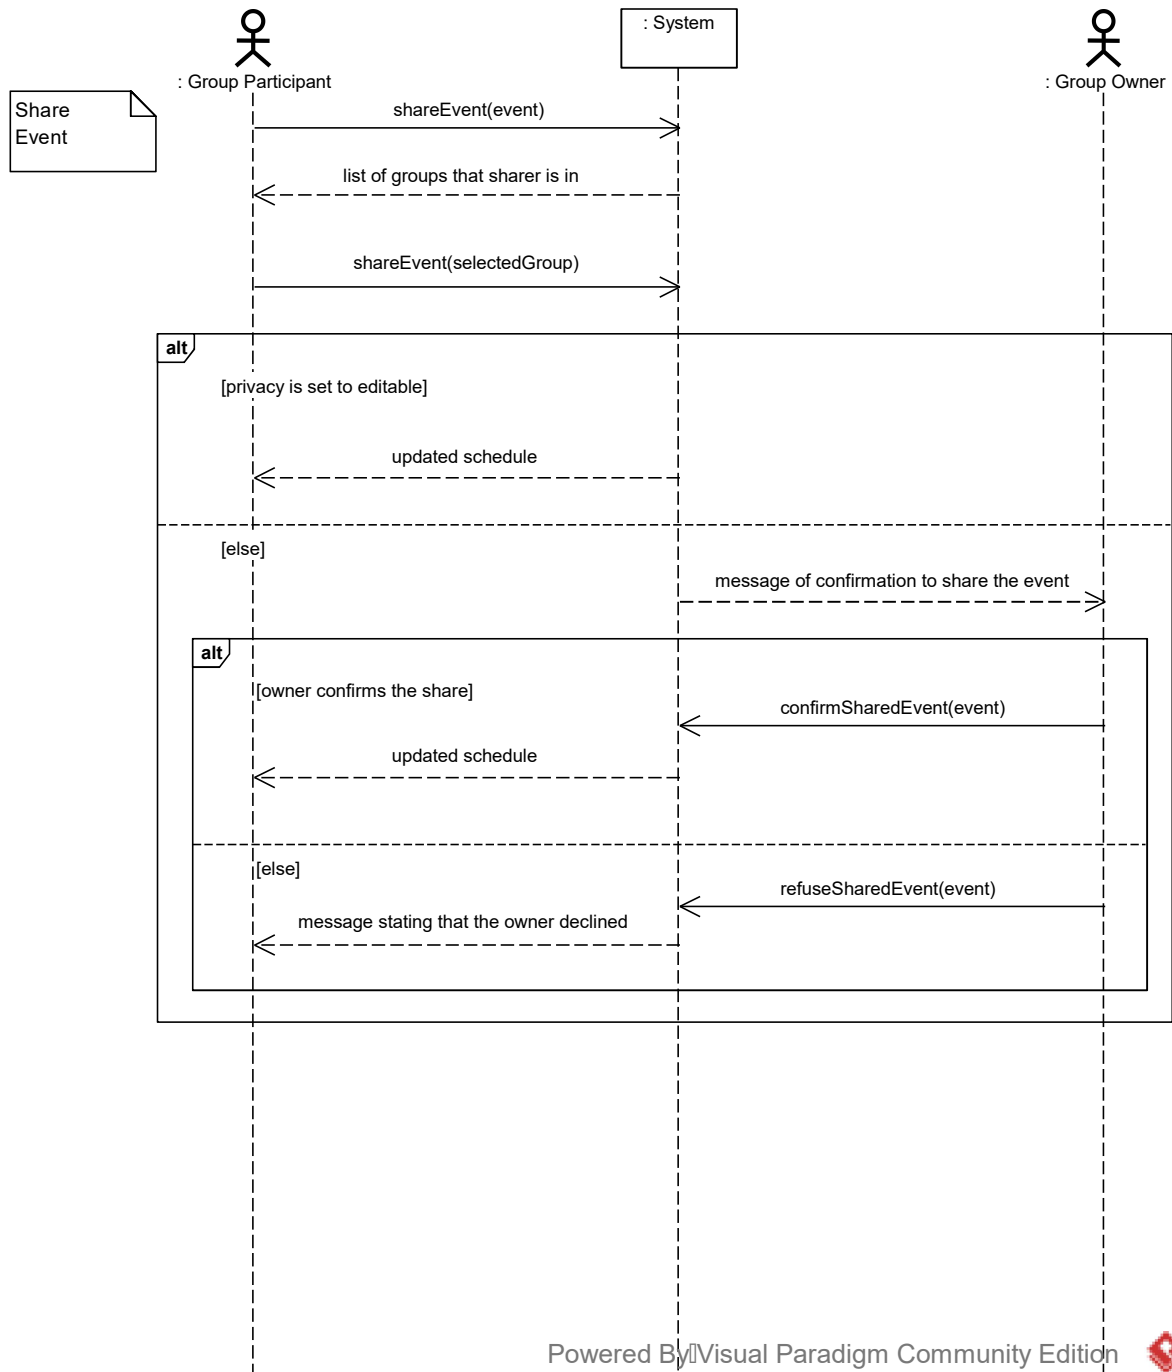 : System
: Group Participant
: Group Owner
Share
Event
shareEvent(event)
list of groups that sharer is in
shareEvent(selectedGroup)
alt
[privacy is set to editable]
updated schedule
[else]
message of confirmation to share the event
alt
[owner confirms the share]
confirmSharedEvent(event)
updated schedule
[else]
refuseSharedEvent(event)
message stating that the owner declined
Powered By Visual Paradigm Community Edition